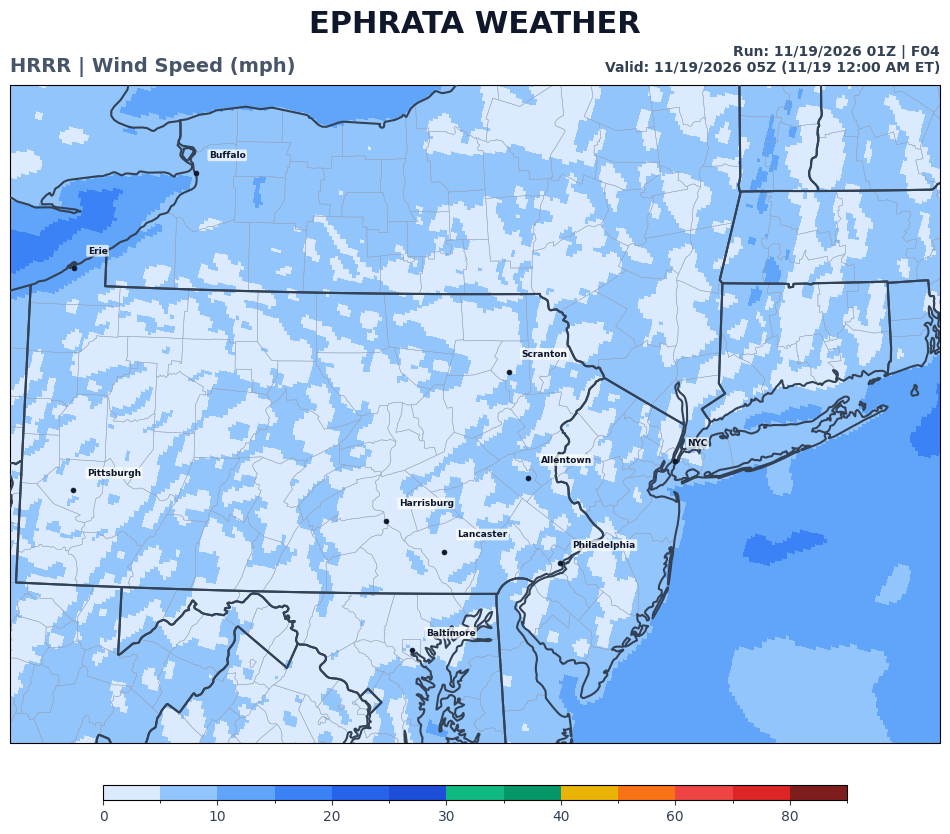 EPHRATA WEATHER
HRRR | Wind Speed (mph)
Run: 11/19/2026 01Z | F04
Valid: 11/19/2026 05Z (11/19 12:00 AM ET)
Buffalo
Erie
Scranton
NYC
Allentown
Pittsburgh
Harrisburg
Lancaster
Philadelphia
Baltimore
0 10 20 30 40 60 80